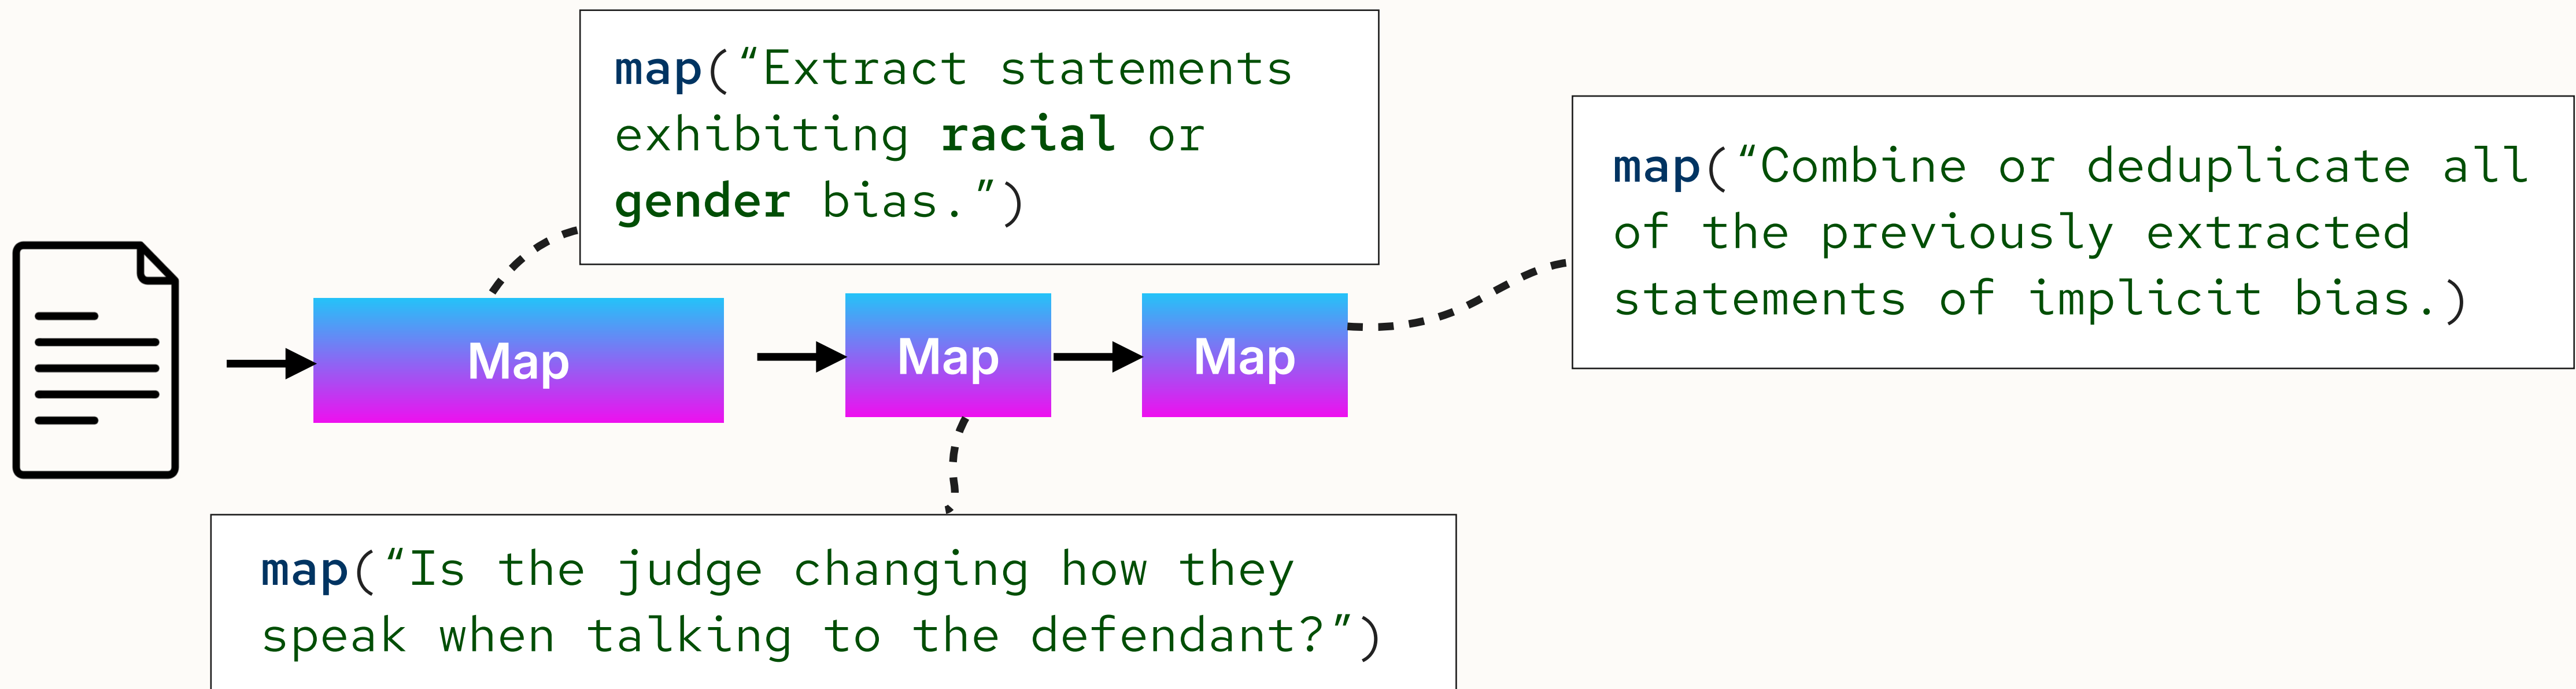 map(“Extract statements
exhibiting racial or
gender bias.”)
map(“Combine or deduplicate all
of the previously extracted
statements of implicit bias.)
Map
Map
Map
map(“Is the judge changing how they
speak when talking to the defendant?”)